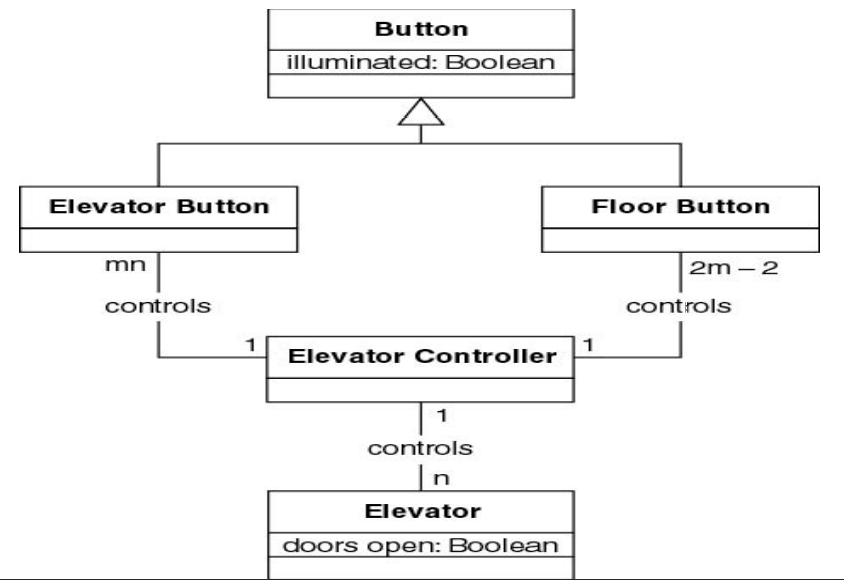 Button
illuminated: Boolean
Elevator Button
Floor Button
mn
2m – 2
controls
controls
1
Elevator Controller
1
1
controls
n
Elevator
doors open: Boolean